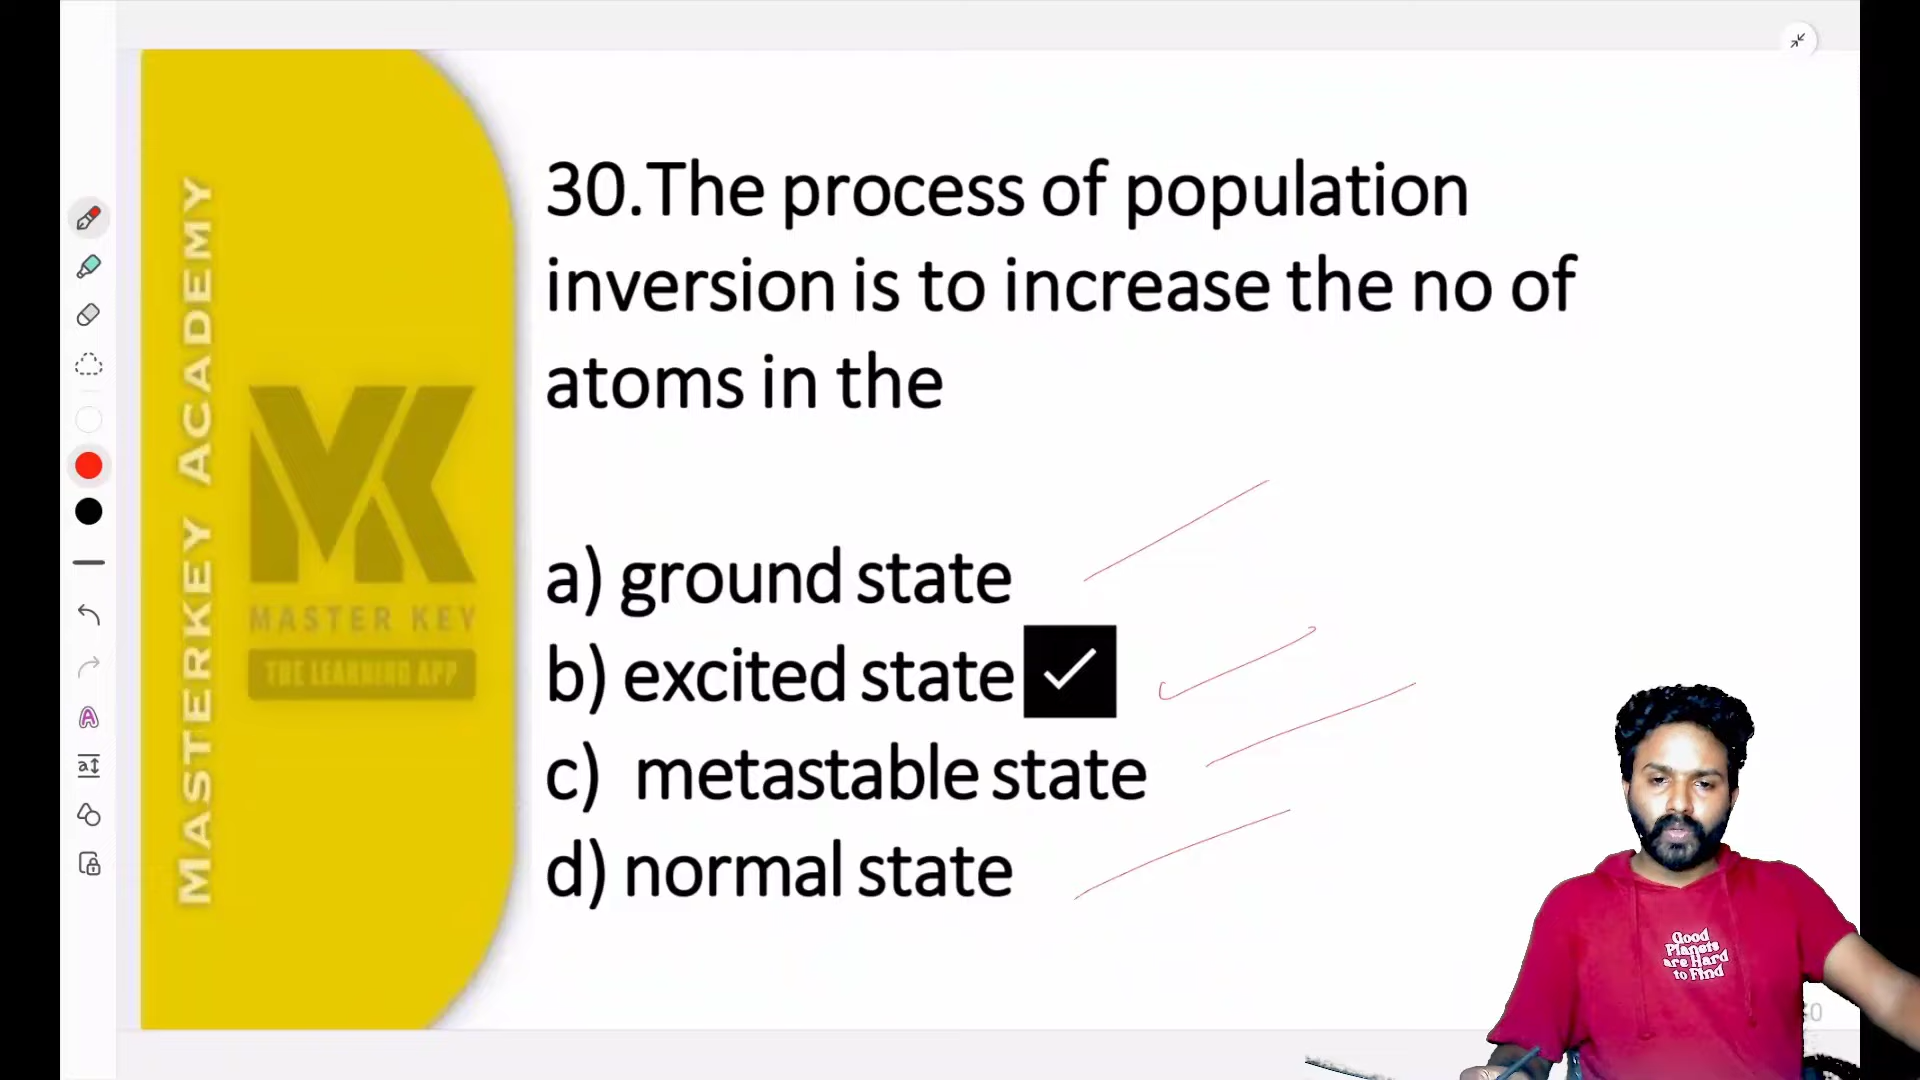 MASTERKEY ACADEMY
MASTER KEY
THE LEARNING APP
30.The process of population
inversion is to increase the no of
atoms in the
a) ground state
b) excited state
c) metastable state
d) normal state
Good
Planets
are Hard
to Find